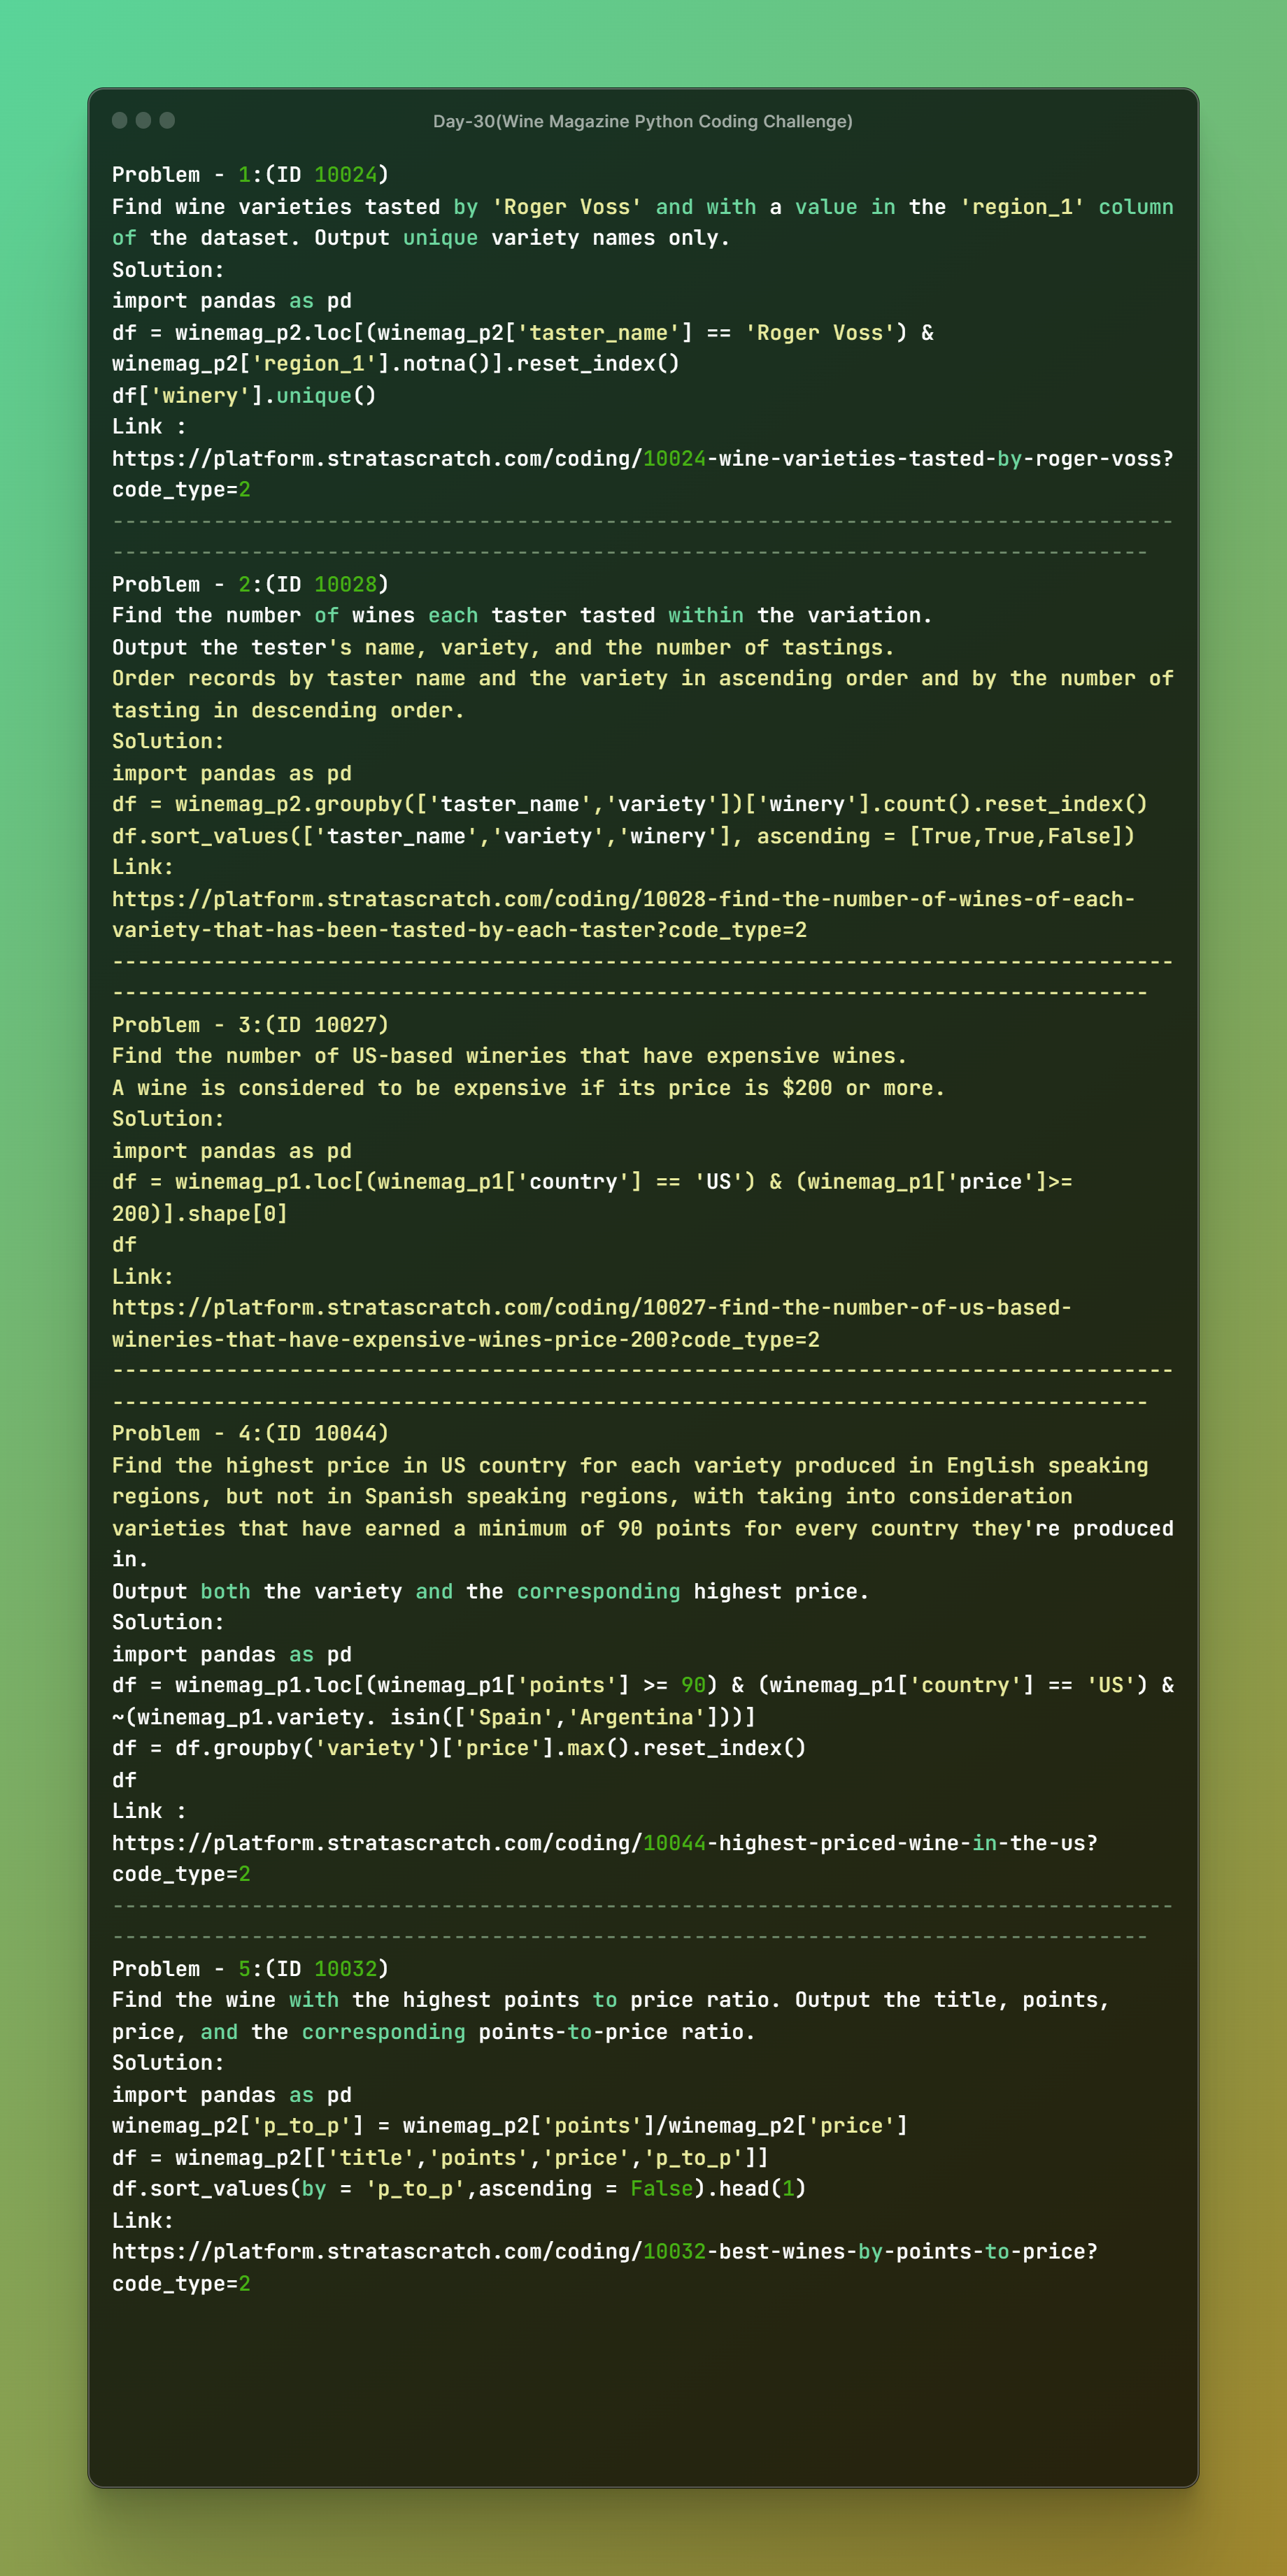 Day-30(Wine Magazine Python Coding Challenge)
Problem - 1:(ID 10024)
Find wine varieties tasted by 'Roger Voss' and with a value in the 'region_1' column
of the dataset. Output unique variety names only.
Solution:
import pandas as pd
df = winemag_p2.loc[(winemag_p2['taster_name'] == 'Roger Voss') &
winemag_p2['region_1'].notna()].reset_index()
df['winery'].unique()
Link :
https://platform.stratascratch.com/coding/10024-wine-varieties-tasted-by-roger-voss?
code_type=2
------------------------------------------------------------------------------------
----------------------------------------------------------------------------------
Problem - 2:(ID 10028)
Find the number of wines each taster tasted within the variation.
Output the tester's name, variety, and the number of tastings.
Order records by taster name and the variety in ascending order and by the number of
tasting in descending order.
Solution:
import pandas as pd
df = winemag_p2.groupby(['taster_name','variety'])['winery'].count().reset_index()
df.sort_values(['taster_name','variety','winery'], ascending = [True,True,False])
Link:
https://platform.stratascratch.com/coding/10028-find-the-number-of-wines-of-each-
variety-that-has-been-tasted-by-each-taster?code_type=2
------------------------------------------------------------------------------------
----------------------------------------------------------------------------------
Problem - 3:(ID 10027)
Find the number of US-based wineries that have expensive wines.
A wine is considered to be expensive if its price is $200 or more.
Solution:
import pandas as pd
df = winemag_p1.loc[(winemag_p1['country'] == 'US') & (winemag_p1['price']>=
200)].shape[0]
df
Link:
https://platform.stratascratch.com/coding/10027-find-the-number-of-us-based-
wineries-that-have-expensive-wines-price-200?code_type=2
------------------------------------------------------------------------------------
----------------------------------------------------------------------------------
Problem - 4:(ID 10044)
Find the highest price in US country for each variety produced in English speaking
regions, but not in Spanish speaking regions, with taking into consideration
varieties that have earned a minimum of 90 points for every country they're produced
in.
Output both the variety and the corresponding highest price.
Solution:
import pandas as pd
df = winemag_p1.loc[(winemag_p1['points'] >= 90) & (winemag_p1['country'] == 'US') &
~(winemag_p1.variety. isin(['Spain','Argentina']))]
df = df.groupby('variety')['price'].max().reset_index()
df
Link :
https://platform.stratascratch.com/coding/10044-highest-priced-wine-in-the-us?
code_type=2
------------------------------------------------------------------------------------
----------------------------------------------------------------------------------
Problem - 5:(ID 10032)
Find the wine with the highest points to price ratio. Output the title, points,
price, and the corresponding points-to-price ratio.
Solution:
import pandas as pd
winemag_p2['p_to_p'] = winemag_p2['points']/winemag_p2['price']
df = winemag_p2[['title','points','price','p_to_p']]
df.sort_values(by = 'p_to_p',ascending = False).head(1)
Link:
https://platform.stratascratch.com/coding/10032-best-wines-by-points-to-price?
code_type=2